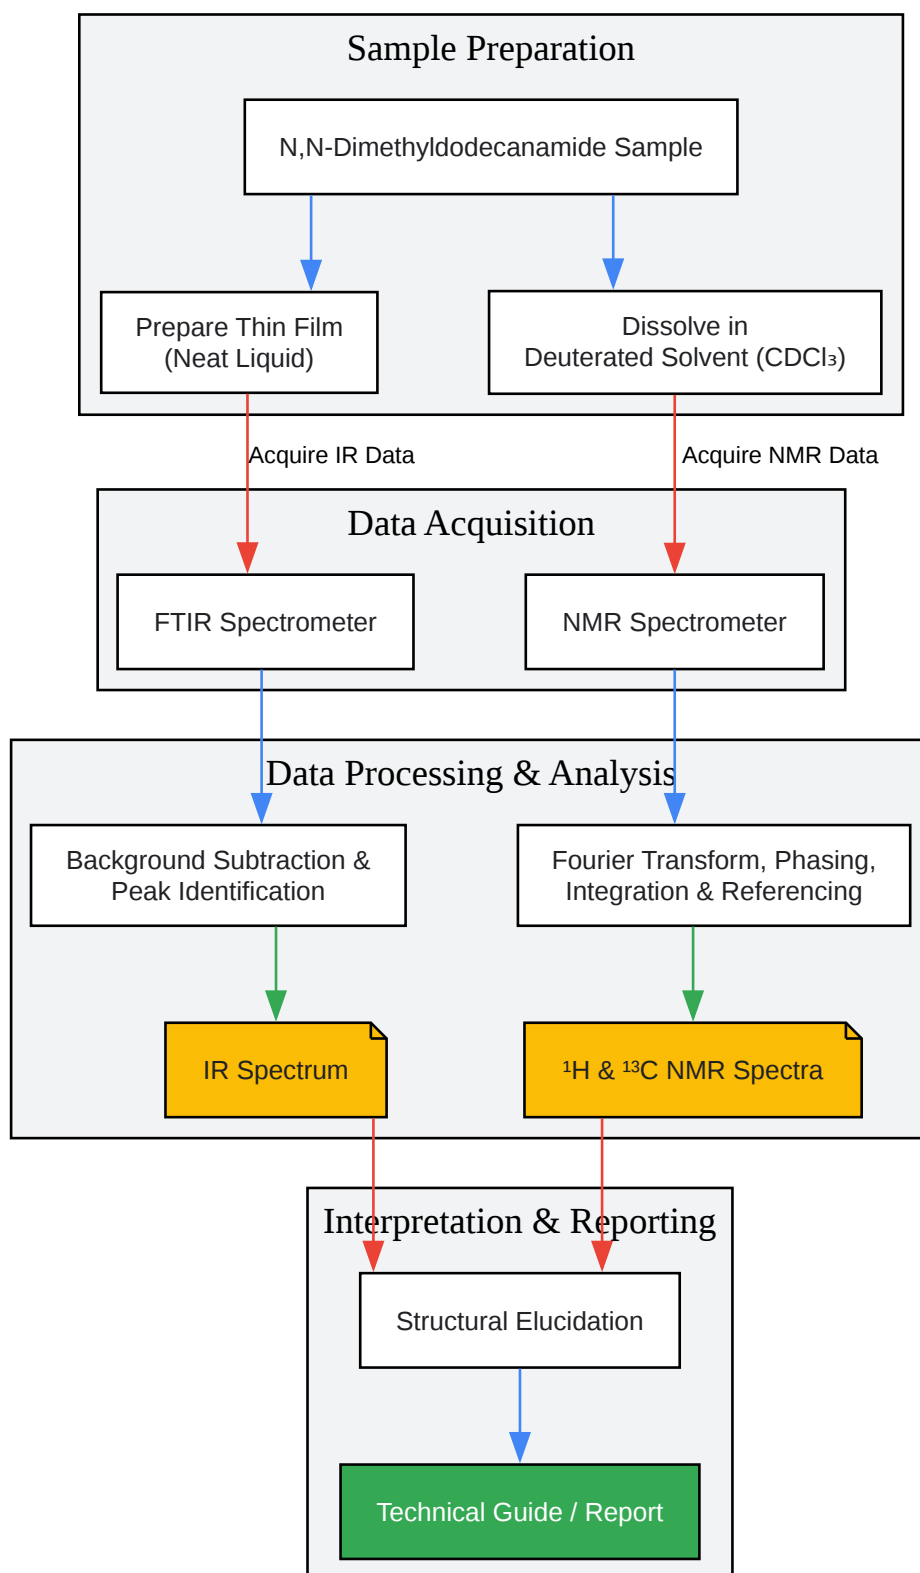 Sample Preparation
N,N-Dimethyldodecanamide Sample
Prepare Thin Film
(Neat Liquid)
Dissolve in
Deuterated Solvent (CDCl₃)
Acquire IR Data
Acquire NMR Data
Data Acquisition
FTIR Spectrometer
NMR Spectrometer
Data Processing & Analysis
Background Subtraction &
Peak Identification
Fourier Transform, Phasing,
Integration & Referencing
IR Spectrum
¹H & ¹³C NMR Spectra
Interpretation & Reporting
Structural Elucidation
Technical Guide / Report